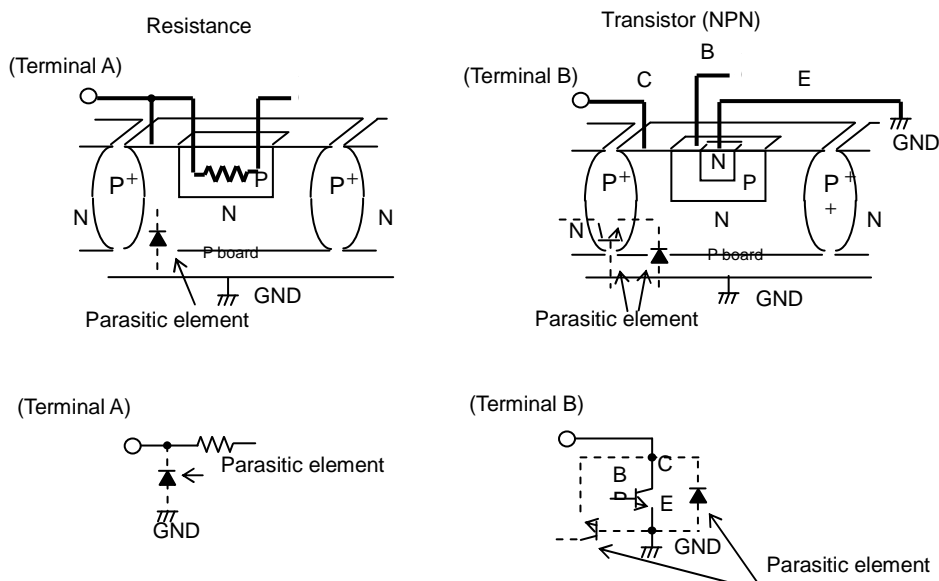 Resistance
(Terminal A)
P+
P
P+
N
N
N
P board
GND
Parasitic element
Transistor (NPN)
B
(Terminal B)
C
E
GND
P+
N
P
P+
+
N
N
N
P board
GND
Parasitic element
(Terminal A)
Parasitic element
GND
(Terminal B)
C
B
P
E
GND
Parasitic element